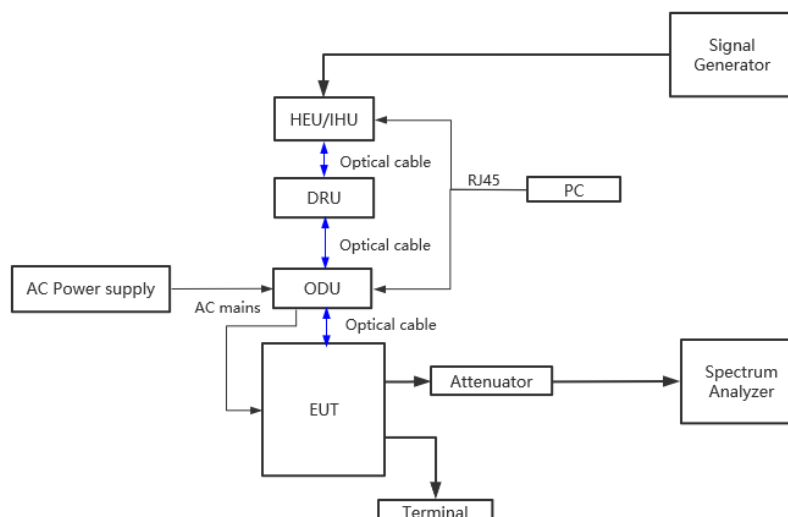 Signal
Generator
HEU/IHU
Optical cable
RJ45
PC
DRU
Optical cable
AC Power supply
ODU
AC mains
Optical cable
EUT
Attenuator
Spectrum
Analyzer
Terminal